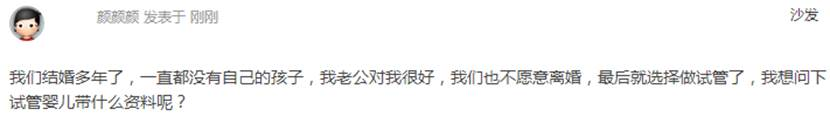 颜颜颜 发表于 刚刚 沙发
我们结婚多年了，一直都没有自己的孩子，我老公对我很好，我们也不愿意离婚，最后就选择做试管了，我想问下
试管婴儿带什么资料呢？